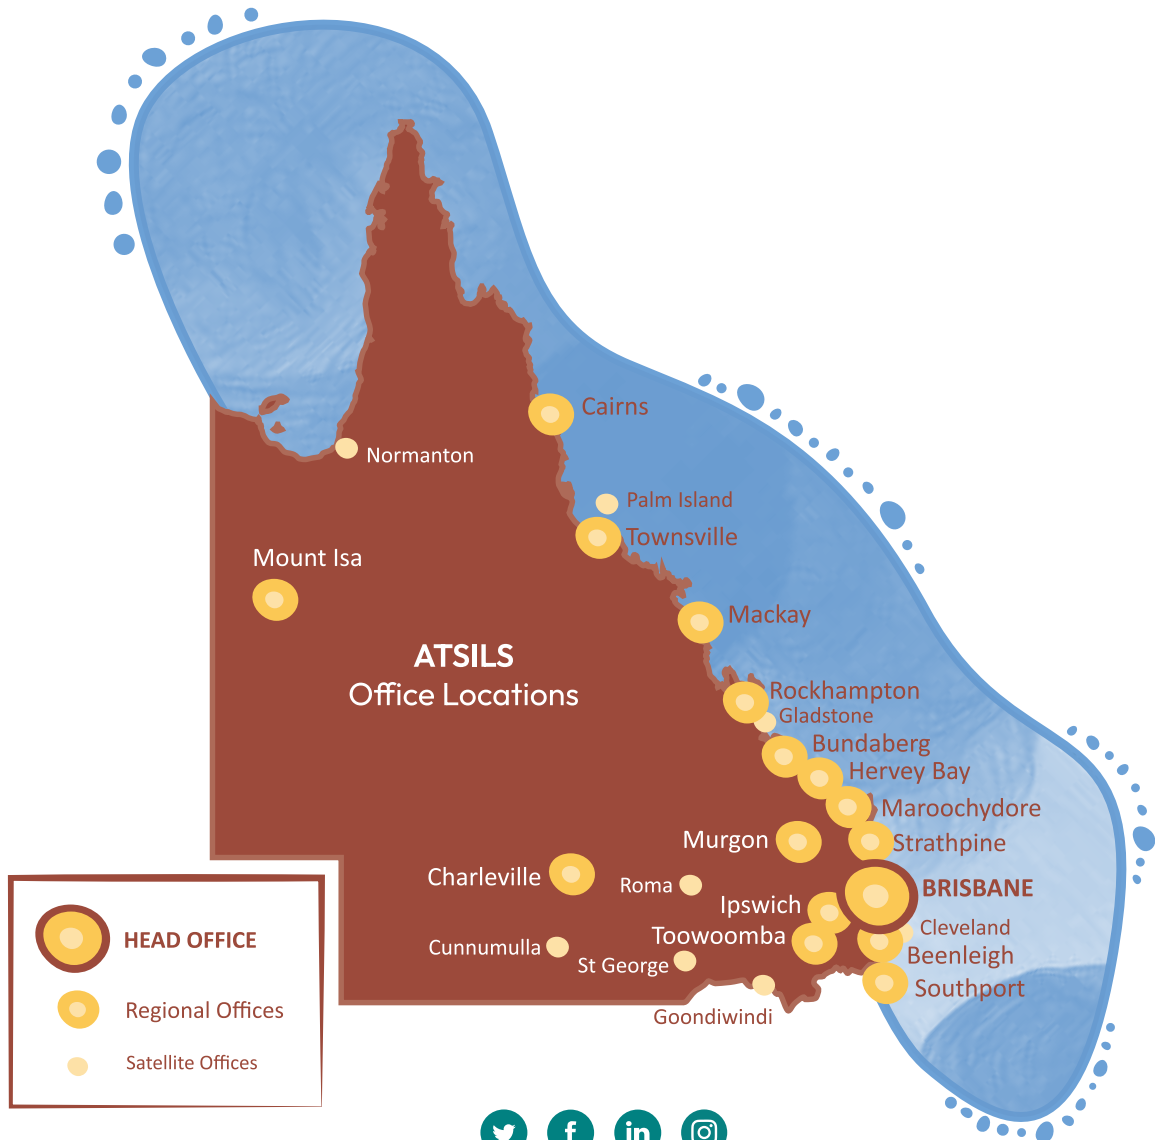 Cairns
Normanton
Palm Island
Townsville
Mount Isa
Mackay
ATSILS
Office Locations
Rockhampton
Gladstone
Bundaberg
Hervey Bay
Maroochydore
Murgon
Strathpine
Charleville
Roma
BRISBANE
Ipswich
Cleveland
Toowoomba
Cunnumulla
Beenleigh
St George
Southport
Goondiwindi
HEAD OFFICE
Regional Offices
Satellite Offices